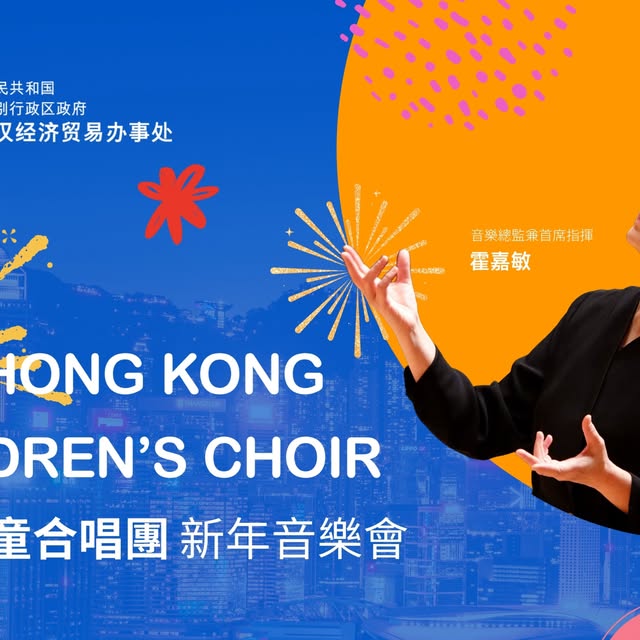 民共和国
别行政区政府
汉经济贸易办事处
音樂總監兼首席指揮
霍嘉敏
HONG KONG
DREN’S CHOIR
童合唱團 新年音樂會